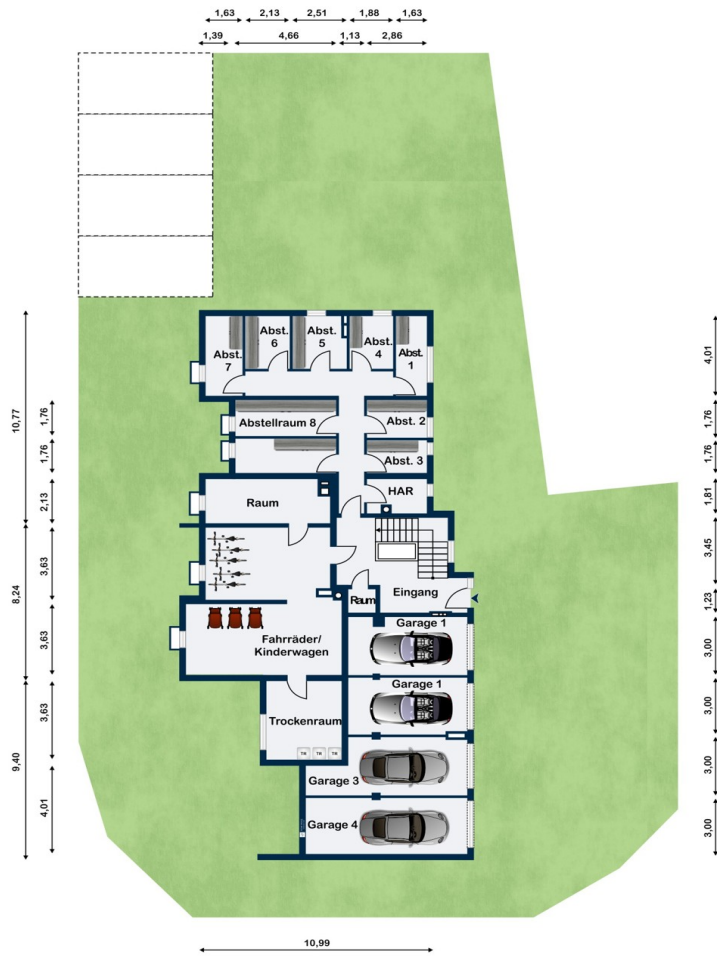 1,63 2,13 2,51 1,88 1,63
1,39 4,66 1,13 2,86
10,77
8,24
9,40
1,76
1,76
2,13
3,63
3,63
3,63
4,01
Abst.
7
Abst.
6
Abst.
5
Abst.
4
Abst.
1
Abstellraum 8
Abst. 2
Abst. 3
HAR
Raum
Raum
Eingang
Fahrräder/
Kinderwagen
Trockenraum
TR TR TR
Garage 1
Garage 1
Garage 3
Garage 4
4,01
1,76
1,76
1,81
3,45
1,23
3,00
3,00
3,00
3,00
10,99